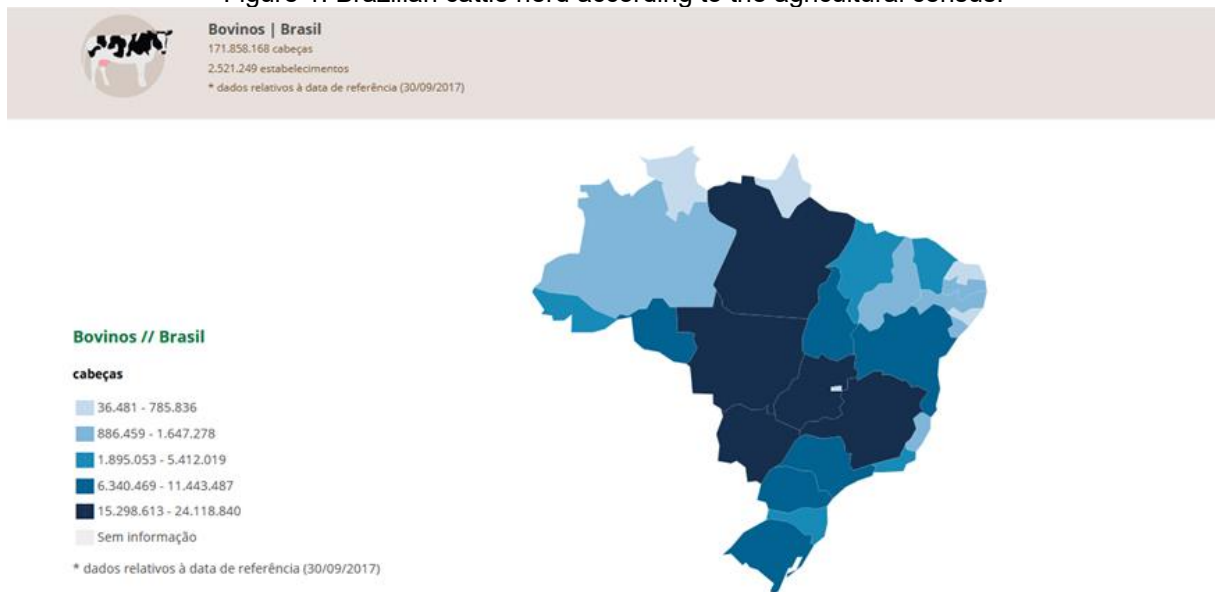 Figure 1: Brazilian cattle herd according to the agricultural census.
Bovinos | Brasil
171.858.168 cabeças
2.521.249 estabelecimentos
* dados relativos à data de referência (30/09/2017)
Bovinos // Brasil
cabeças
36.481 - 785.836
886.459 - 1.647.278
1.895.053 - 5.412.019
6.340.469 - 11.443.487
15.298.613 - 24.118.840
Sem informação
* dados relativos à data de referência (30/09/2017)